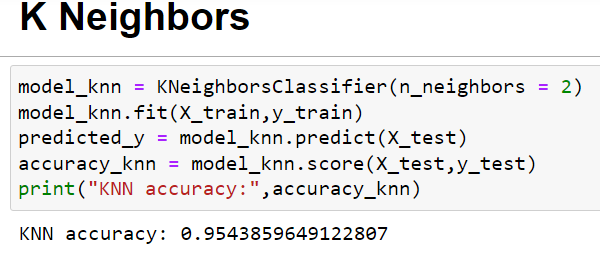 K Neighbors
model_knn = KNeighborsClassifier(n_neighbors = 2)
model_knn.fit(X_train,y_train)
predicted_y = model_knn.predict(X_test)
accuracy_knn = model_knn.score(X_test,y_test)
print("KNN accuracy:",accuracy_knn)
KNN accuracy: 0.9543859649122807